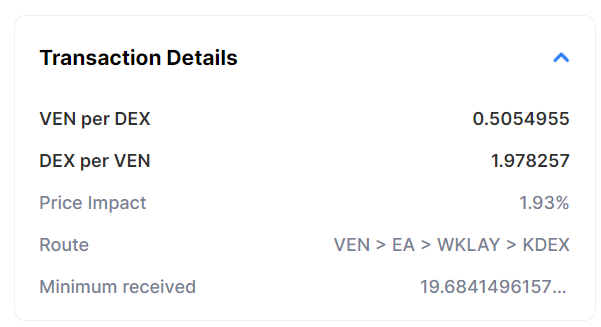 Transaction Details
VEN per DEX 0.5054955
DEX per VEN 1.978257
Price Impact 1.93%
Route VEN > EA > WKLAY > KDEX
Minimum received 19.6841496157...